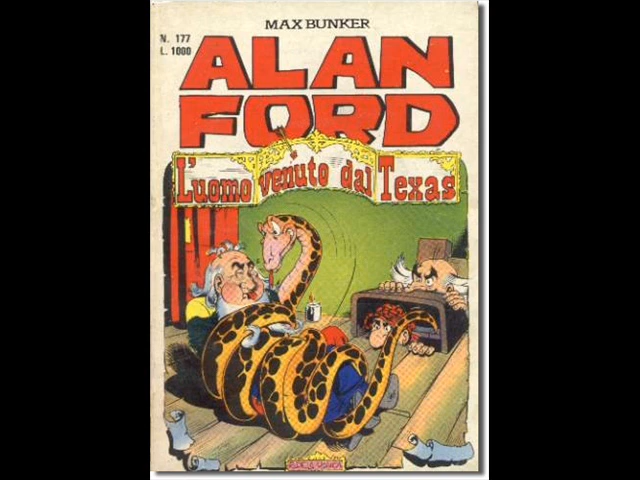 MAX BUNKER
N. 177
L. 1000
ALAN
FORD
L'uomo venuto dal Texas